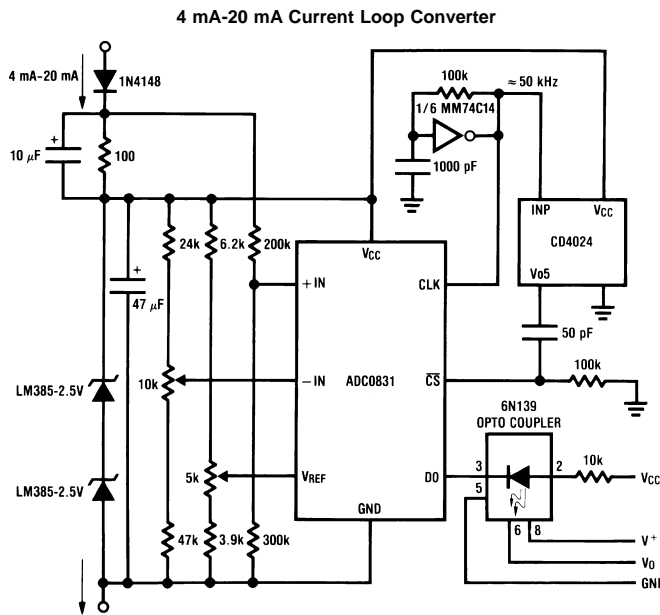 4 mA-20 mA Current Loop Converter
4 mA-20 mA
1N4148
100k
≈ 50 kHz
1/6 MM74C14
+
10 μF
100
1000 pF
INP
VCC
CD4024
V05
24k
6.2k
200k
VCC
+
47 μF
+ IN
CLK
50 pF
LM385-2.5V
10k
−IN
ADC0831
CS
100k
6N139
OPTO COUPLER
LM385-2.5V
5k
VREF
DO
3
2
10k
VCC
5
GND
6
8
V+
47k
3.9k
300k
VO
GND